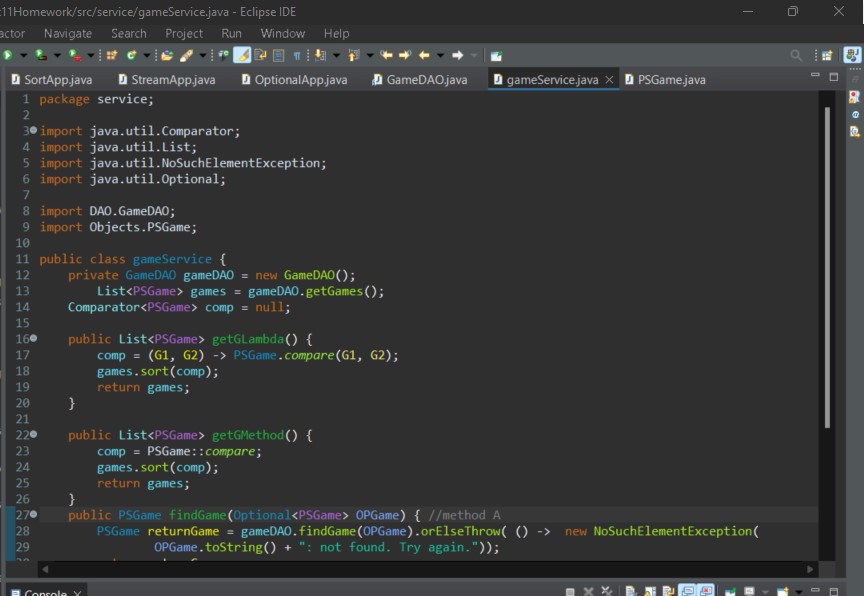 t11Homework/src/service/gameService.java - Eclipse IDE
actor Navigate Search Project Run Window Help
SortApp.java StreamApp.java OptionalApp.java GameDAO.java gameService.java PSGame.java
1 package service;
2
3 import java.util.Comparator;
4 import java.util.List;
5 import java.util.NoSuchElementException;
6 import java.util.Optional;
7
8 import DAO.GameDAO;
9 import Objects.PSGame;
10
11 public class gameService {
12 private GameDAO gameDAO = new GameDAO();
13 List<PSGame> games = gameDAO.getGames();
14 Comparator<PSGame> comp = null;
15
16 public List<PSGame> getGLambda() {
17 comp = (G1, G2) -> PSGame.compare(G1, G2);
18 games.sort(comp);
19 return games;
20 }
21
22 public List<PSGame> getGMethod() {
23 comp = PSGame::compare;
24 games.sort(comp);
25 return games;
26 }
27 public PSGame findGame(Optional<PSGame> OPGame) { //method A
28 PSGame returnGame = gameDAO.findGame(OPGame).orElseThrow( () -> new NoSuchElementException(
29 OPGame.toString() + ": not found. Try again."));
Console